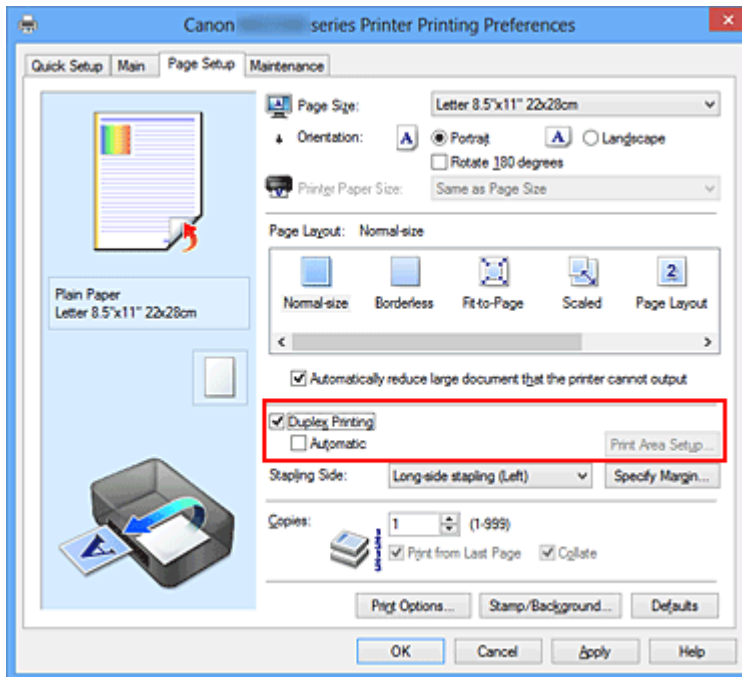 Canon series Printer Printing Preferences
Quick Setup Main Page Setup Maintenance
Page Size: Letter 8.5"x11" 22x28cm
Orientation: A Portrait A Landscape
Rotate 180 degrees
Printer Paper Size: Same as Page Size
Page Layout: Normal-size
2
Normal-size Borderless Fit-to-Page Scaled Page Layout
Plain Paper
Letter 8.5"x11" 22x28cm
Automatically reduce large document that the printer cannot output
Duplex Printing
Automatic Print Area Setup...
Stapling Side: Long-side stapling (Left) Specify Margin...
Copies: 1 (1-999)
Print from Last Page Collate
A
Print Options... Stamp/Background... Defaults
OK Cancel Apply Help